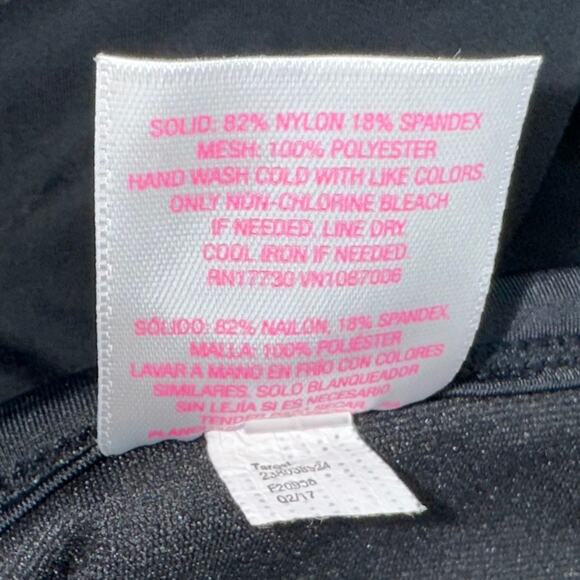 SOLID: 82% NYLON 18% SPANDEX
MESH: 100% POLYESTER
HAND WASH COLD WITH LIKE COLORS.
ONLY NON-CHLORINE BLEACH
IF NEEDED. LINE DRY.
COOL IRON IF NEEDED.
RN17730 VN1087006
SÓLIDO: 82% NAILON, 18% SPANDEX,
MALLA: 100% POLIÉSTER
LAVAR A MANO EN FRÍO CON COLORES
SIMILARES. SOLO BLANQUEADOR
SIN LEJÍA SI ES NECESARIO.
TENDER
Target
F20958
02/17